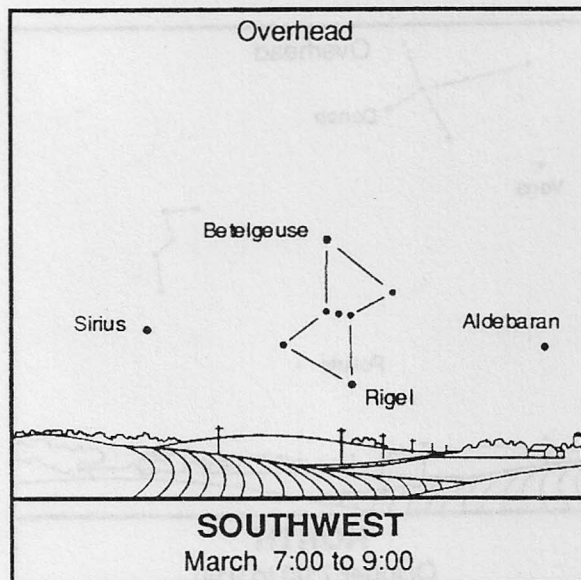 Overhead
Betelgeuse
Sirius
Aldebaran
Rigel
SOUTHWEST
March 7:00 to 9:00